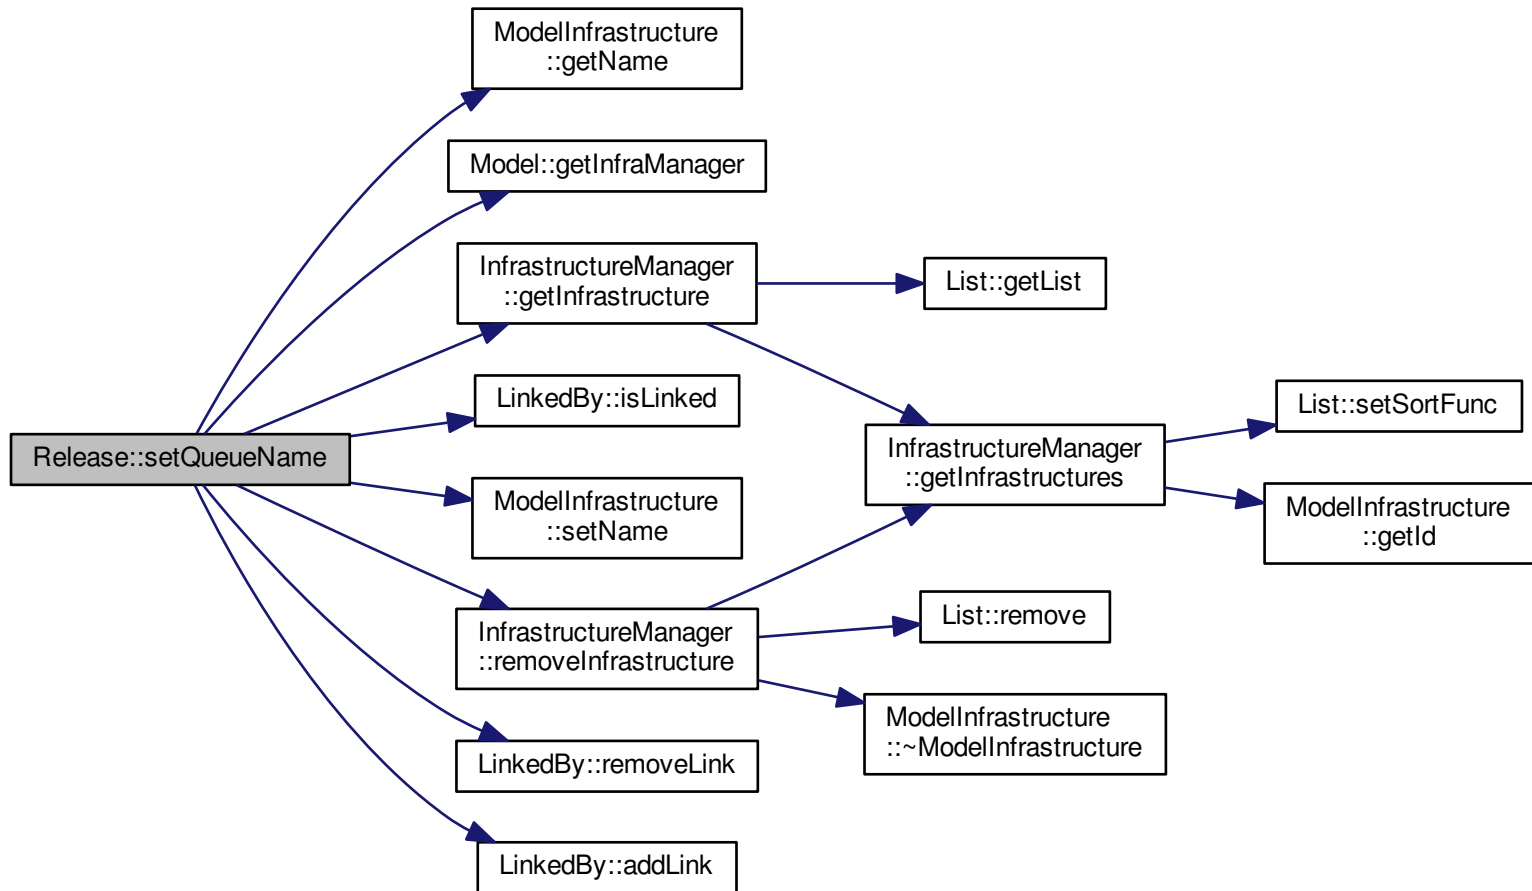 ModelInfrastructure
::getName
Model::getInfraManager
InfrastructureManager
::getInfrastructure
List::getList
LinkedBy::isLinked
List::setSortFunc
Release::setQueueName
InfrastructureManager
::getInfrastructures
ModelInfrastructure
::setName
ModelInfrastructure
::getId
InfrastructureManager
::removeInfrastructure
List::remove
ModelInfrastructure
::~ModelInfrastructure
LinkedBy::removeLink
LinkedBy::addLink